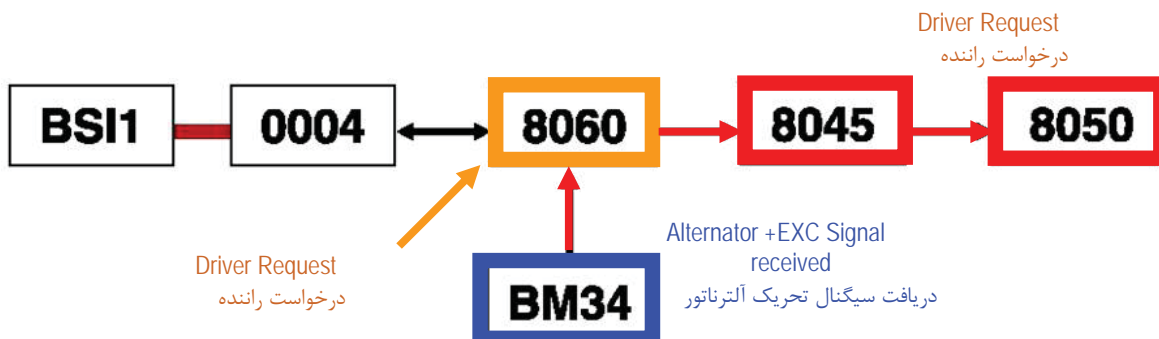 Driver Request
درخواست راننده
BSI1
0004
8060
8045
8050
Alternator +EXC Signal
received
دریافت سیگنال تحریک آلترناتور
Driver Request
درخواست راننده
BM34